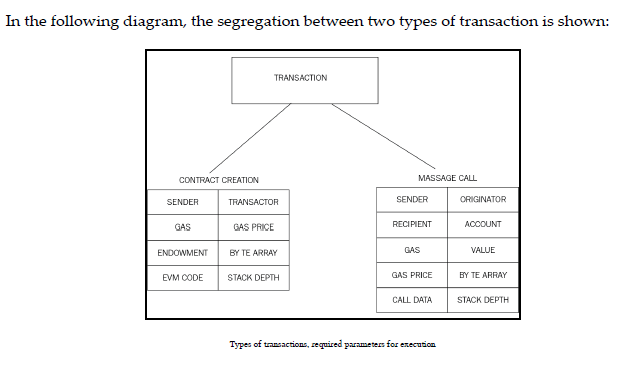 In the following diagram, the segregation between two types of transaction is shown:
TRANSACTION
CONTRACT CREATION
SENDER TRANSACTOR
GAS GAS PRICE
ENDOWMENT BY TE ARRAY
EVM CODE STACK DEPTH
MASSAGE CALL
SENDER ORIGINATOR
RECIPIENT ACCOUNT
GAS VALUE
GAS PRICE BY TE ARRAY
CALL DATA STACK DEPTH
Types of transactions, required parameters for execution